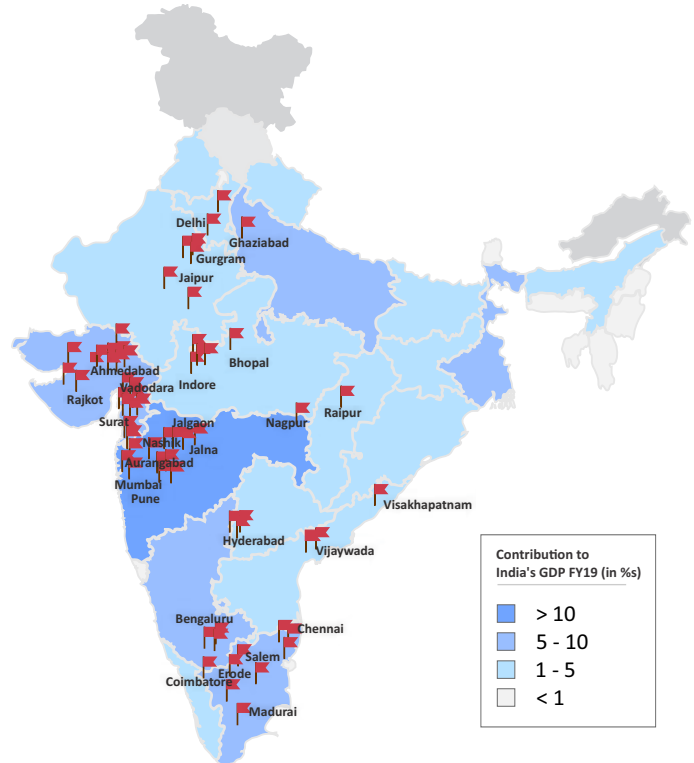 Delhi
Ghaziabad
Gurgram
Jaipur
Bhopal
Indore
Ahmedabad
Vadodara
Rajkot
Surat
Jalgaon
Nagpur
Raipur
Nashik
Jalna
Aurangabad
Mumbai
Pune
Visakhapatnam
Hyderabad
Vijaywada
Contribution to
India's GDP FY19 (in %s)
> 10
5 - 10
1 - 5
< 1
Bengaluru
Chennai
Salem
Erode
Coimbatore
Madurai